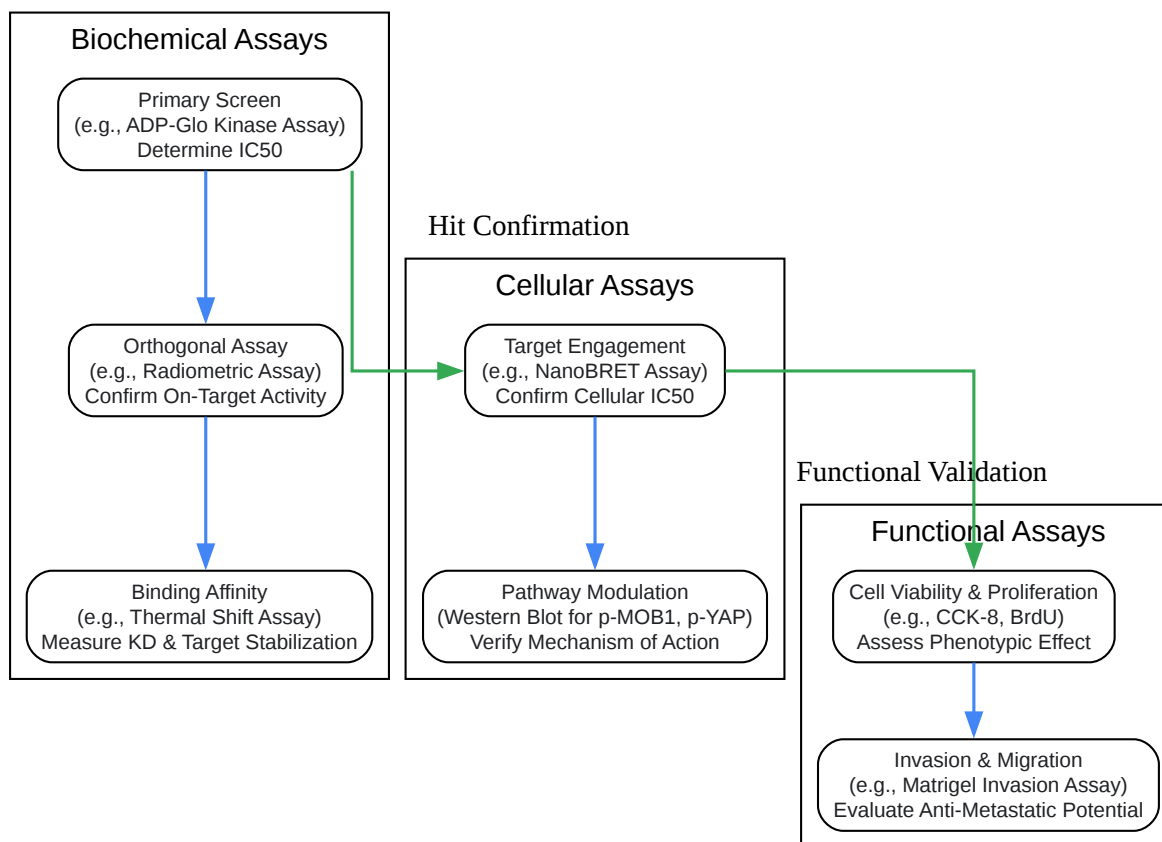 Biochemical Assays
Primary Screen
(e.g., ADP-Glo Kinase Assay)
Determine IC50
Orthogonal Assay
(e.g., Radiometric Assay)
Confirm On-Target Activity
Binding Affinity
(e.g., Thermal Shift Assay)
Measure KD & Target Stabilization
Hit Confirmation
Cellular Assays
Target Engagement
(e.g., NanoBRET Assay)
Confirm Cellular IC50
Pathway Modulation
(Western Blot for p-MOB1, p-YAP)
Verify Mechanism of Action
Functional Validation
Functional Assays
Cell Viability & Proliferation
(e.g., CCK-8, BrdU)
Assess Phenotypic Effect
Invasion & Migration
(e.g., Matrigel Invasion Assay)
Evaluate Anti-Metastatic Potential